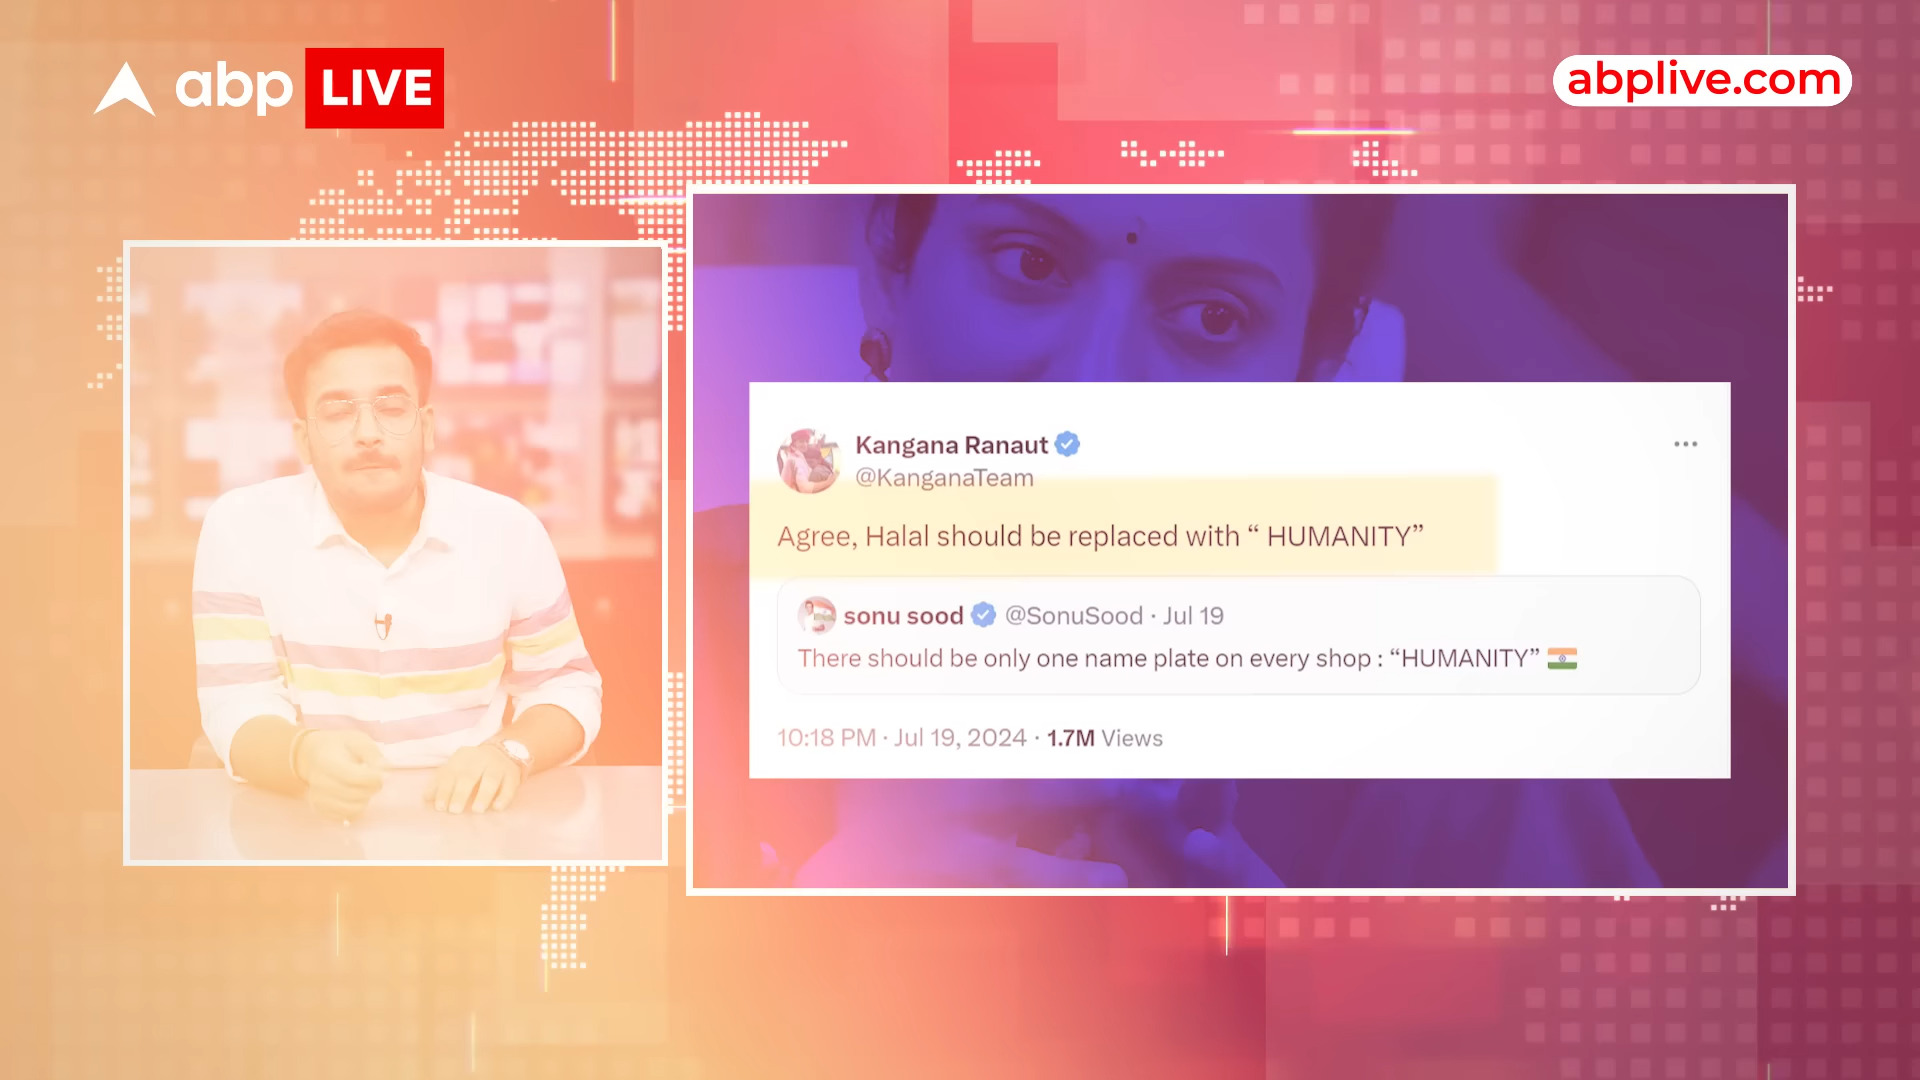 abp LIVE
abplive.com
Kangana Ranaut
@KanganaTeam
Agree, Halal should be replaced with “ HUMANITY”
sonu sood @SonuSood · Jul 19
There should be only one name plate on every shop : “HUMANITY” 🇮🇳
10:18 PM · Jul 19, 2024 · 1.7M Views